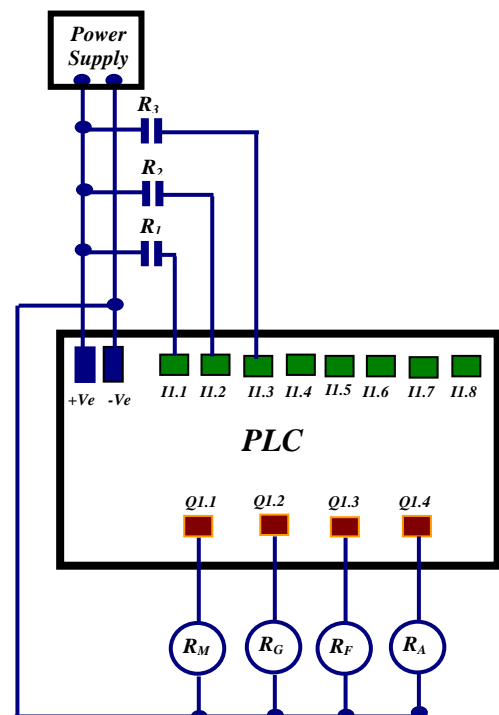 Power
Supply
R3
R2
R1
+Ve -Ve I1.1 I1.2 I1.3 I1.4 I1.5 I1.6 I1.7 I1.8
PLC
Q1.1 Q1.2 Q1.3 Q1.4
RM RG RF RA